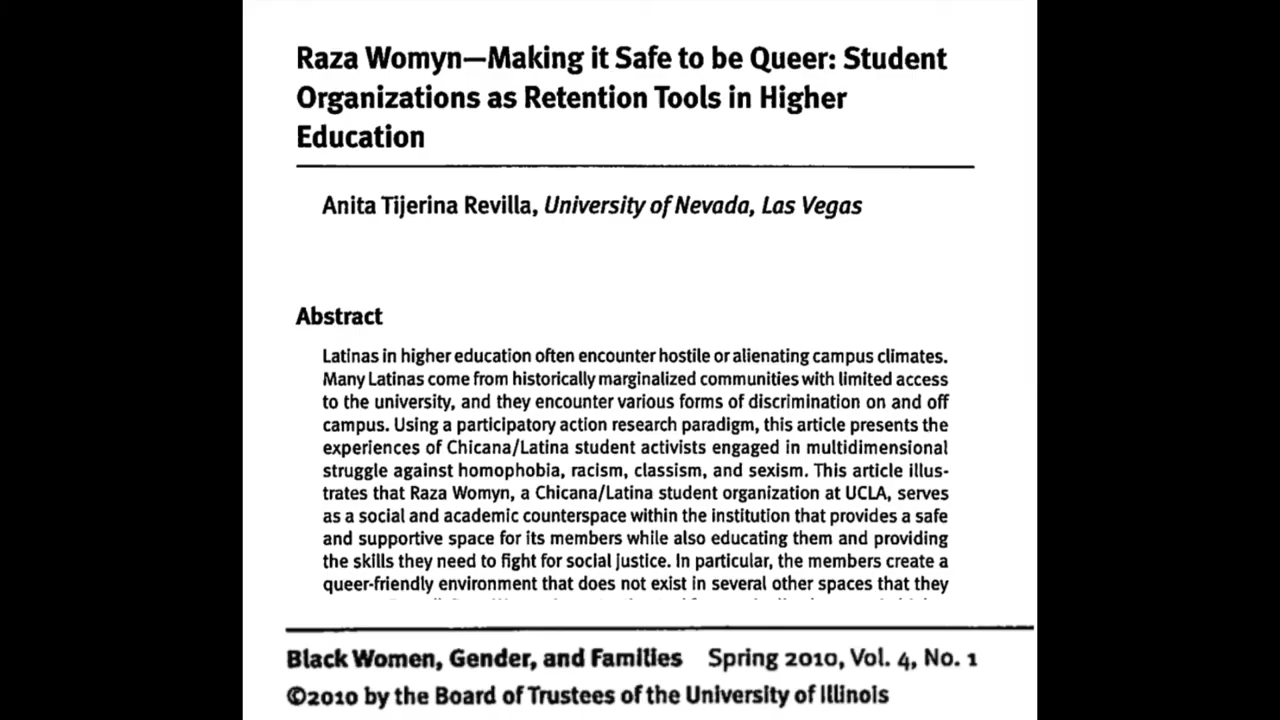 Raza Womyn—Making it Safe to be Queer: Student
Organizations as Retention Tools in Higher
Education
Anita Tijerina Revilla, University of Nevada, Las Vegas
Abstract
Latinas in higher education often encounter hostile or alienating campus climates.
Many Latinas come from historically marginalized communities with limited access
to the university, and they encounter various forms of discrimination on and off
campus. Using a participatory action research paradigm, this article presents the
experiences of Chicana/Latina student activists engaged in multidimensional
struggle against homophobia, racism, classism, and sexism. This article illus-
trates that Raza Womyn, a Chicana/Latina student organization at UCLA, serves
as a social and academic counterspace within the institution that provides a safe
and supportive space for its members while also educating them and providing
the skills they need to fight for social justice. In particular, the members create a
queer-friendly environment that does not exist in several other spaces that they
Black Women, Gender, and Families Spring 2010, Vol. 4, No. 1
©2010 by the Board of Trustees of the University of Illinois